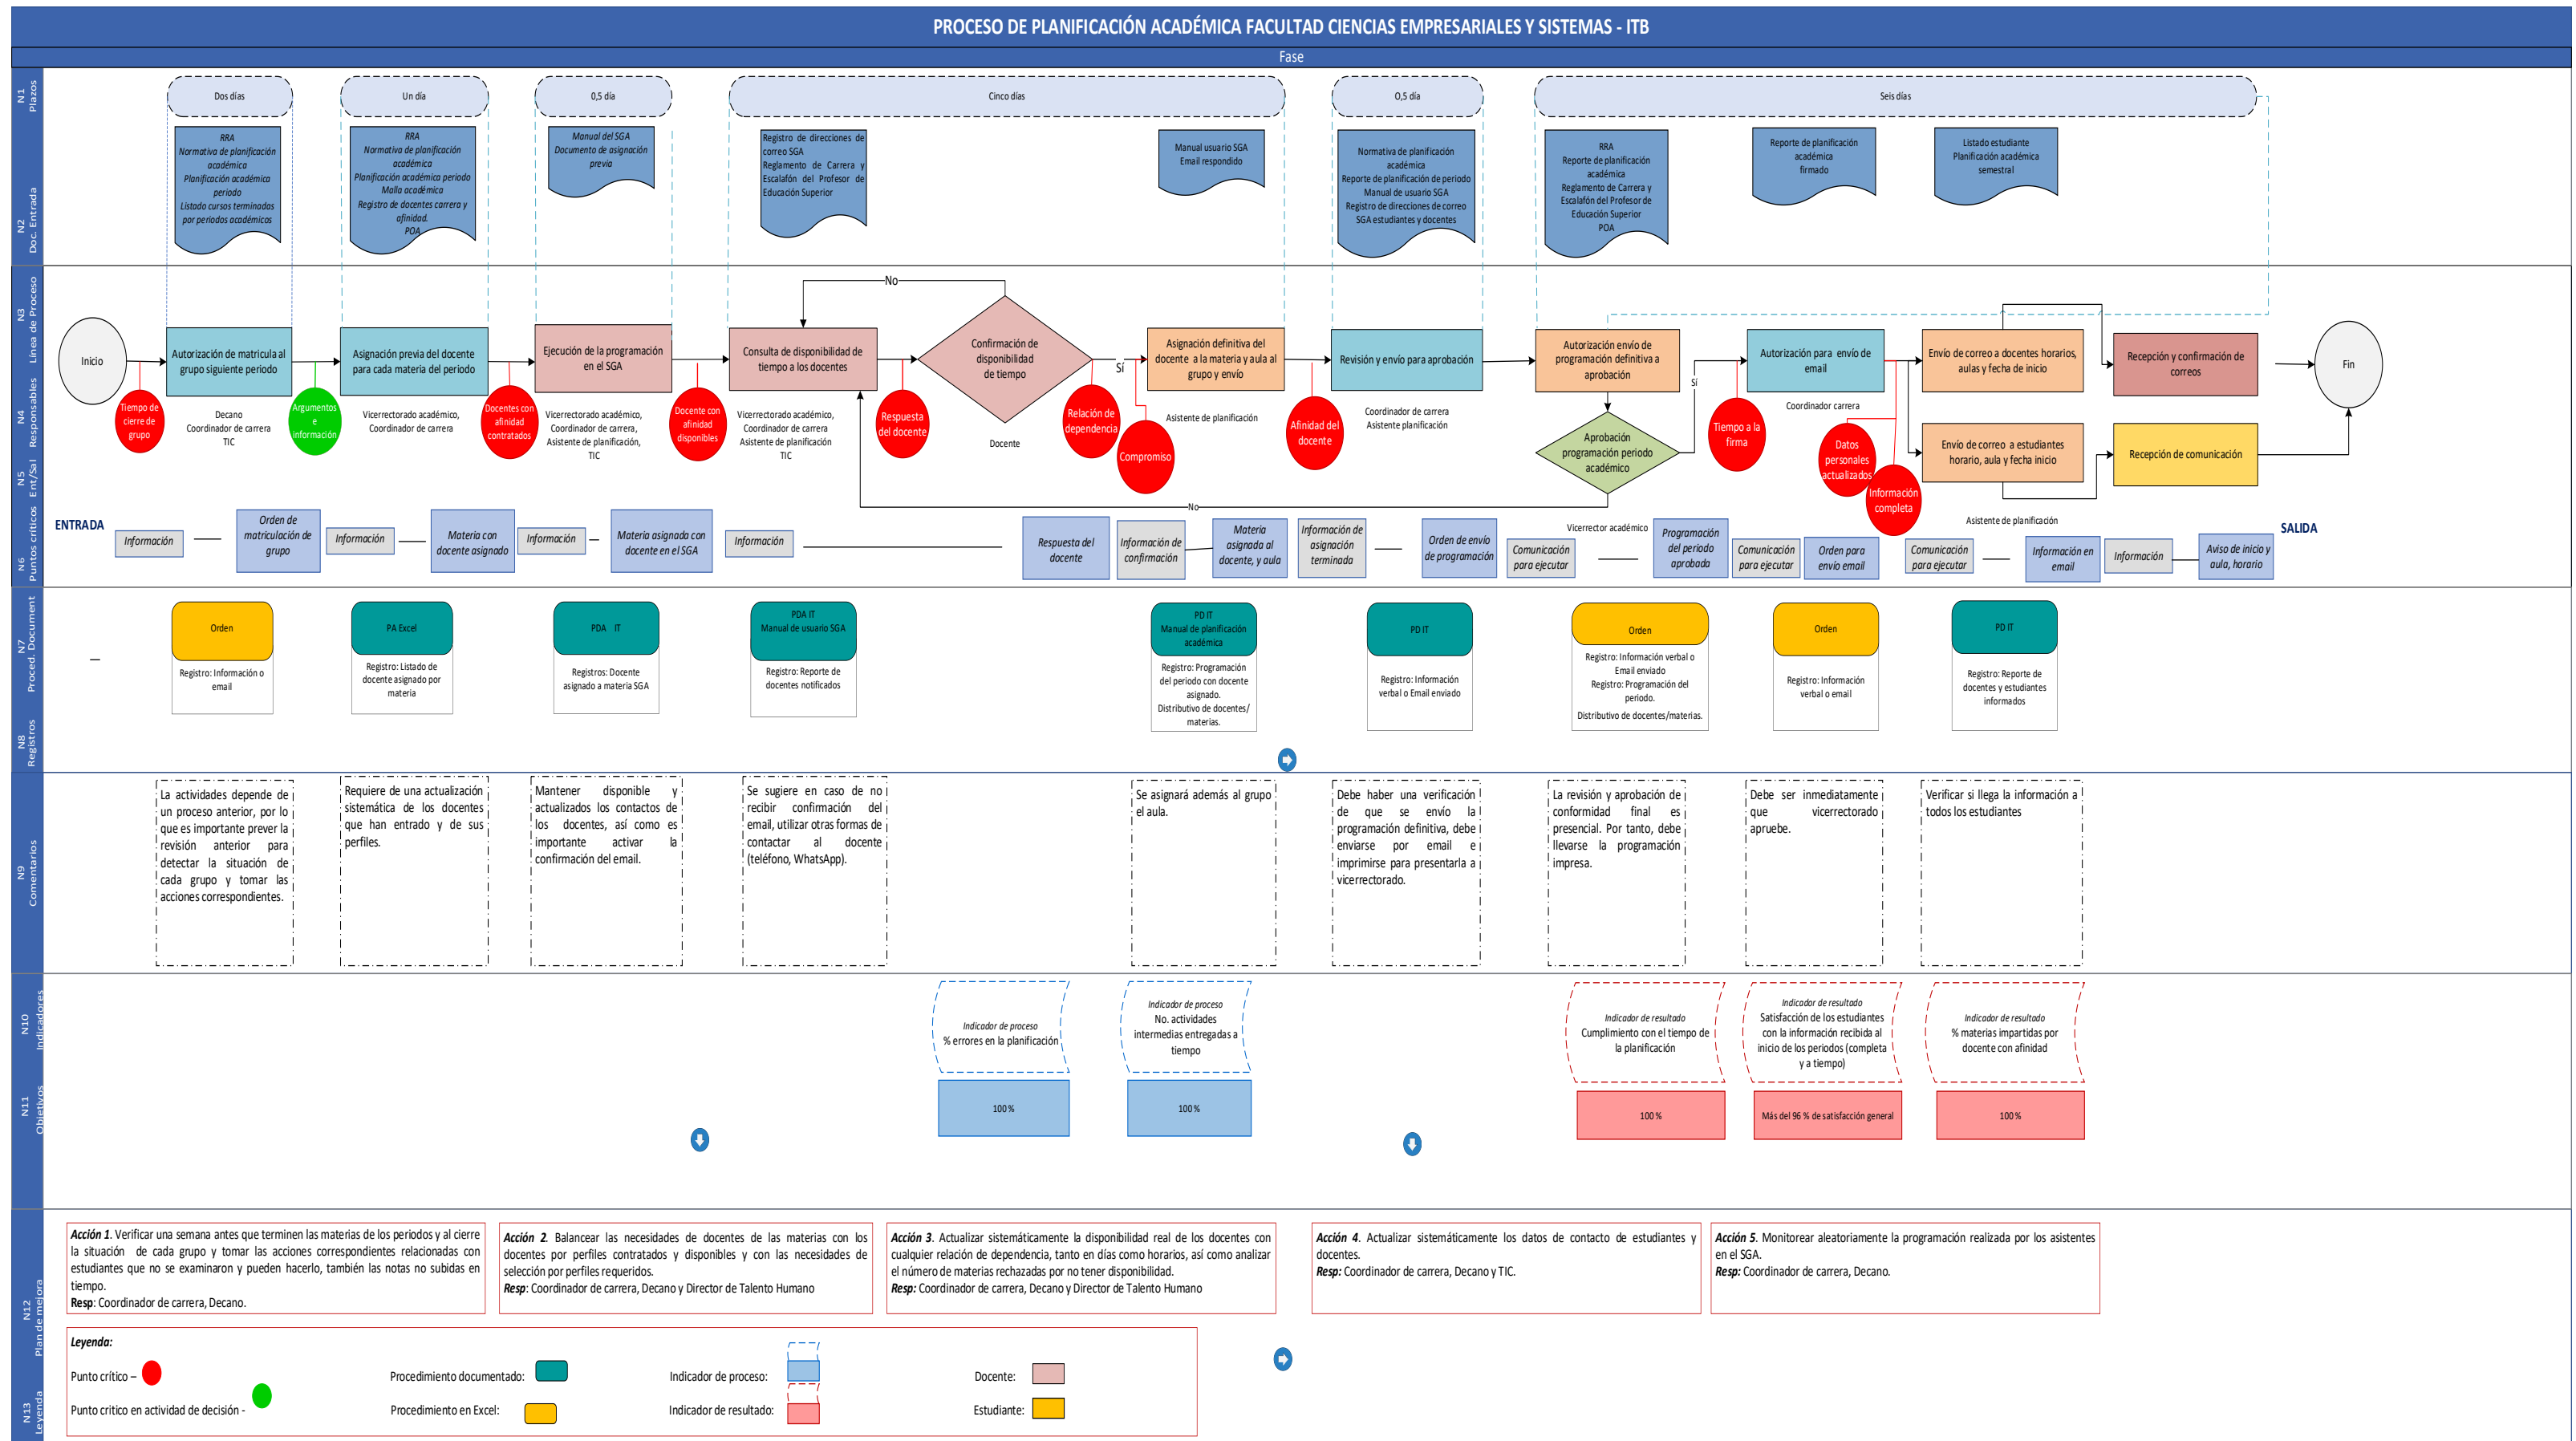 PROCESO DE PLANIFICACIÓN ACADÉMICA FACULTAD CIENCIAS EMPRESARIALES Y SISTEMAS - ITB
Fase
N1
Plazos
Dos días
Un día
0,5 día
Cinco días
O,5 día
Seis días
N2
Doc. Entrada
RRA
Normativa de planificación
académica
Planificación académica
periodo
Listado cursos terminadas
por periodos académicos
RRA
Normativa de planificación
académica
Planificación académica periodo
Malla académica
Registro de docentes carrera y
afinidad.
POA
Manual del SGA
Documento de asignación
previa
Registro de direcciones de
correo SGA
Reglamento de Carrera y
Escalafón del Profesor de
Educación Superior
Manual usuario SGA
Email respondido
Normativa de planificación
académica
Reporte de planificación de periodo
Manual de usuario SGA
Registro de direcciones de correo
SGA estudiantes y docentes
RRA
Reporte de planificación
académica
Reglamento de Carrera y
Escalafón del Profesor de
Educación Superior
POA
Reporte de planificación
académica
firmado
Listado estudiante
Planificación académica
semestral
N3
Línea de Proceso
Inicio
Autorización de matricula al
grupo siguiente periodo
Asignación previa del docente
para cada materia del periodo
Ejecución de la programación
en el SGA
Consulta de disponibilidad de
tiempo a los docentes
No
Confirmación de
disponibilidad
de tiempo
Sí
Asignación definitiva del
docente a la materia y aula al
grupo y envío
Revisión y envío para aprobación
Autorización envío de
programación definitiva a
aprobación
Aprobación
programación periodo
académico
Sí
No
Autorización para envío de
email
Envío de correo a docentes horarios,
aulas y fecha de inicio
Envío de correo a estudiantes
horario, aula y fecha inicio
Recepción y confirmación de
correos
Recepción de comunicación
Fin
N4
Responsables
Tiempo de
cierre de
grupo
Decano
Coordinador de carrera
TIC
Argumentos
e
información
Vicerrectorado académico,
Coordinador de carrera
Docentes con
afinidad
contratados
Vicerrectorado académico,
Coordinador de carrera,
Asistente de planificación,
TIC
Docente con
afinidad
disponibles
Vicerrectorado académico,
Coordinador de carrera
Asistente de planificación
TIC
Respuesta
del docente
Docente
Relación de
dependencia
Compromiso
Asistente de planificación
Afinidad del
docente
Coordinador de carrera
Asistente planificación
Tiempo a la
firma
Coordinador carrera
Datos
personales
actualizados
Información
completa
Vicerrector académico
Asistente de planificación
N5
Ent/Sal
N6
Puntos críticos
ENTRADA
Información
Orden de
matriculación de
grupo
Información
Materia con
docente asignado
Información
Materia asignada con
docente en el SGA
Información
Respuesta del
docente
Información de
confirmación
Materia
asignada al
docente, y aula
Información de
asignación
terminada
Orden de envío
de programación
Comunicación
para ejecutar
Programación
del periodo
aprobada
Comunicación
para ejecutar
Orden para
envío email
Comunicación
para ejecutar
Información en
email
Información
Aviso de inicio y
aula, horario
SALIDA
N7
Proced. Document
N8
Registros
–
Orden
Registro: Información o
email
PA Excel
Registro: Listado de
docente asignado por
materia
PDA IT
Registros: Docente
asignado a materia SGA
PDA IT
Manual de usuario SGA
Registro: Reporte de
docentes notificados
PD IT
Manual de planificación
académica
Registro: Programación
del periodo con docente
asignado.
Distributivo de docentes/
materias.
PD IT
Registro: Información
verbal o Email enviado
Orden
Registro: Información verbal o
Email enviado
Registro: Programación del
periodo.
Distributivo de docentes/materias.
Orden
Registro: Información
verbal o email
PD IT
Registro: Reporte de
docentes y estudiantes
informados
N9
Comentarios
La actividades depende de
un proceso anterior, por lo
que es importante prever la
revisión anterior para
detectar la situación de
cada grupo y tomar las
acciones correspondientes.
Requiere de una actualización
sistemática de los docentes
que han entrado y de sus
perfiles.
Mantener disponible y
actualizados los contactos de
los docentes, así como es
importante activar la
confirmación del email.
Se sugiere en caso de no
recibir confirmación del
email, utilizar otras formas de
contactar al docente
(teléfono, WhatsApp).
Se asignará además al grupo
el aula.
Debe haber una verificación
de que se envío la
programación definitiva, debe
enviarse por email e
imprimirse para presentarla a
vicerrectorado.
La revisión y aprobación de
conformidad final es
presencial. Por tanto, debe
llevarse la programación
impresa.
Debe ser inmediatamente
que vicerrectorado
apruebe.
Verificar si llega la información a
todos los estudiantes
N10
Indicadores
Indicador de proceso
% errores en la planificación
Indicador de proceso
No. actividades
intermedias entregadas a
tiempo
Indicador de resultado
Cumplimiento con el tiempo de
la planificación
Indicador de resultado
Satisfacción de los estudiantes
con la información recibida al
inicio de los periodos (completa
y a tiempo)
Indicador de resultado
% materias impartidas por
docente con afinidad
N11
Objetivos
100 %
100 %
100 %
Más del 96 % de satisfacción general
100 %
N12
Plan de mejora
Acción 1. Verificar una semana antes que terminen las materias de los periodos y al cierre
la situación de cada grupo y tomar las acciones correspondientes relacionadas con
estudiantes que no se examinaron y pueden hacerlo, también las notas no subidas en
tiempo.
Resp: Coordinador de carrera, Decano.
Acción 2. Balancear las necesidades de docentes de las materias con los
docentes por perfiles contratados y disponibles y con las necesidades de
selección por perfiles requeridos.
Resp: Coordinador de carrera, Decano y Director de Talento Humano
Acción 3. Actualizar sistemáticamente la disponibilidad real de los docentes con
cualquier relación de dependencia, tanto en días como horarios, así como analizar
el número de materias rechazadas por no tener disponibilidad.
Resp: Coordinador de carrera, Decano y Director de Talento Humano
Acción 4. Actualizar sistemáticamente los datos de contacto de estudiantes y
docentes.
Resp: Coordinador de carrera, Decano y TIC.
Acción 5. Monitorear aleatoriamente la programación realizada por los asistentes
en el SGA.
Resp: Coordinador de carrera, Decano.
N13
Leyenda
Leyenda:
Punto crítico –
Procedimiento documentado:
Indicador de proceso:
Docente:
Punto critico en actividad de decisión -
Procedimiento en Excel:
Indicador de resultado:
Estudiante: